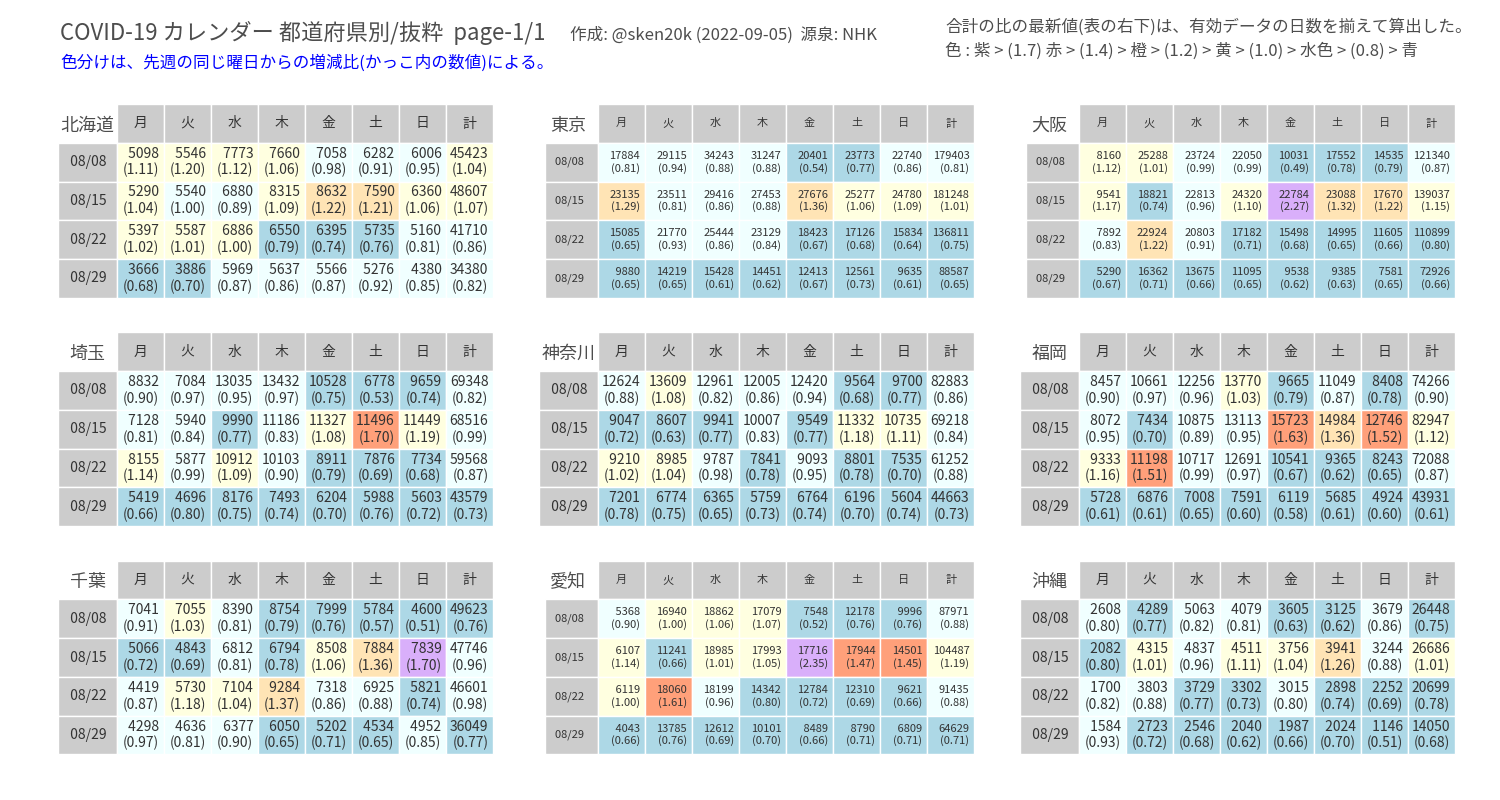 COVID-19 カレンダー 都道府県別/抜粋 page-1/1 作成: @sken20k (2022-09-05) 源泉: NHK
合計の比の最新値(表の右下)は、有効データの日数を揃えて算出した。
色分けは、先週の同じ曜日からの増減比(かっこ内の数値)による。
色 : 紫 > (1.7) 赤 > (1.4) > 橙 > (1.2) > 黄 > (1.0) > 水色 > (0.8) > 青
北海道 月 火 水 木 金 土 日 計
08/08 5098 5546 7773 7660 7058 6282 6006 45423
(1.11) (1.20) (1.12) (1.06) (0.98) (0.91) (0.95) (1.04)
08/15 5290 5540 6880 8315 8632 7590 6360 48607
(1.04) (1.00) (0.89) (1.09) (1.22) (1.21) (1.06) (1.07)
08/22 5397 5587 6886 6550 6395 5735 5160 41710
(1.02) (1.01) (1.00) (0.79) (0.74) (0.76) (0.81) (0.86)
08/29 3666 3886 5969 5637 5566 5276 4380 34380
(0.68) (0.70) (0.87) (0.86) (0.87) (0.92) (0.85) (0.82)
東京 月 火 水 木 金 土 日 計
08/08 17884 29115 34243 31247 20401 23773 22740 179403
(0.81) (0.94) (0.88) (0.88) (0.54) (0.77) (0.86) (0.81)
08/15 23135 23511 29416 27453 27676 25277 24780 181248
(1.29) (0.81) (0.86) (0.88) (1.36) (1.06) (1.09) (1.01)
08/22 15085 21770 25444 23129 18423 17126 15834 136811
(0.65) (0.93) (0.86) (0.84) (0.67) (0.68) (0.64) (0.75)
08/29 9880 14219 15428 14451 12413 12561 9635 88587
(0.65) (0.65) (0.61) (0.62) (0.67) (0.73) (0.61) (0.65)
大阪 月 火 水 木 金 土 日 計
08/08 8160 25288 23724 22050 10031 17552 14535 121340
(1.12) (1.01) (0.99) (0.99) (0.49) (0.78) (0.79) (0.87)
08/15 9541 18821 22813 24320 22784 23088 17670 139037
(1.17) (0.74) (0.96) (1.10) (2.27) (1.32) (1.22) (1.15)
08/22 7892 22924 20803 17182 15498 14995 11605 110899
(0.83) (1.22) (0.91) (0.71) (0.68) (0.65) (0.66) (0.80)
08/29 5290 16362 13675 11095 9538 9385 7581 72926
(0.67) (0.71) (0.66) (0.65) (0.62) (0.63) (0.65) (0.66)
埼玉 月 火 水 木 金 土 日 計
08/08 8832 7084 13035 13432 10528 6778 9659 69348
(0.90) (0.97) (0.95) (0.97) (0.75) (0.53) (0.74) (0.82)
08/15 7128 5940 9990 11186 11327 11496 11449 68516
(0.81) (0.84) (0.77) (0.83) (1.08) (1.70) (1.19) (0.99)
08/22 8155 5877 10912 10103 8911 7876 7734 59568
(1.14) (0.99) (1.09) (0.90) (0.79) (0.69) (0.68) (0.87)
08/29 5419 4696 8176 7493 6204 5988 5603 43579
(0.66) (0.80) (0.75) (0.74) (0.70) (0.76) (0.72) (0.73)
神奈川 月 火 水 木 金 土 日 計
08/08 12624 13609 12961 12005 12420 9564 9700 82883
(0.88) (1.08) (0.82) (0.86) (0.94) (0.68) (0.77) (0.86)
08/15 9047 8607 9941 10007 9549 11332 10735 69218
(0.72) (0.63) (0.77) (0.83) (0.77) (1.18) (1.11) (0.84)
08/22 9210 8985 9787 7841 9093 8801 7535 61252
(1.02) (1.04) (0.98) (0.78) (0.95) (0.78) (0.70) (0.88)
08/29 7201 6774 6365 5759 6764 6196 5604 44663
(0.78) (0.75) (0.65) (0.73) (0.74) (0.70) (0.74) (0.73)
福岡 月 火 水 木 金 土 日 計
08/08 8457 10661 12256 13770 9665 11049 8408 74266
(0.90) (0.97) (0.96) (1.03) (0.79) (0.87) (0.78) (0.90)
08/15 8072 7434 10875 13113 15723 14984 12746 82947
(0.95) (0.70) (0.89) (0.95) (1.63) (1.36) (1.52) (1.12)
08/22 9333 11198 10717 12691 10541 9365 8243 72088
(1.16) (1.51) (0.99) (0.97) (0.67) (0.62) (0.65) (0.87)
08/29 5728 6876 7008 7591 6119 5685 4924 43931
(0.61) (0.61) (0.65) (0.60) (0.58) (0.61) (0.60) (0.61)
千葉 月 火 水 木 金 土 日 計
08/08 7041 7055 8390 8754 7999 5784 4600 49623
(0.91) (1.03) (0.81) (0.79) (0.76) (0.57) (0.51) (0.76)
08/15 5066 4843 6812 6794 8508 7884 7839 47746
(0.72) (0.69) (0.81) (0.78) (1.06) (1.36) (1.70) (0.96)
08/22 4419 5730 7104 9284 7318 6925 5821 46601
(0.87) (1.18) (1.04) (1.37) (0.86) (0.88) (0.74) (0.98)
08/29 4298 4636 6377 6050 5202 4534 4952 36049
(0.97) (0.81) (0.90) (0.65) (0.71) (0.65) (0.85) (0.77)
愛知 月 火 水 木 金 土 日 計
08/08 5368 16940 18862 17079 7548 12178 9996 87971
(0.90) (1.00) (1.06) (1.07) (0.52) (0.76) (0.76) (0.88)
08/15 6107 11241 18985 17993 17716 17944 14501 104487
(1.14) (0.66) (1.01) (1.05) (2.35) (1.47) (1.45) (1.19)
08/22 6119 18060 18199 14342 12784 12310 9621 91435
(1.00) (1.61) (0.96) (0.80) (0.72) (0.69) (0.66) (0.88)
08/29 4043 13785 12612 10101 8489 8790 6809 64629
(0.66) (0.76) (0.69) (0.70) (0.66) (0.71) (0.71) (0.71)
沖縄 月 火 水 木 金 土 日 計
08/08 2608 4289 5063 4079 3605 3125 3679 26448
(0.80) (0.77) (0.82) (0.81) (0.63) (0.62) (0.86) (0.75)
08/15 2082 4315 4837 4511 3756 3941 3244 26686
(0.80) (1.01) (0.96) (1.11) (1.04) (1.26) (0.88) (1.01)
08/22 1700 3803 3729 3302 3015 2898 2252 20699
(0.82) (0.88) (0.77) (0.73) (0.80) (0.74) (0.69) (0.78)
08/29 1584 2723 2546 2040 1987 2024 1146 14050
(0.93) (0.72) (0.68) (0.62) (0.66) (0.70) (0.51) (0.68)